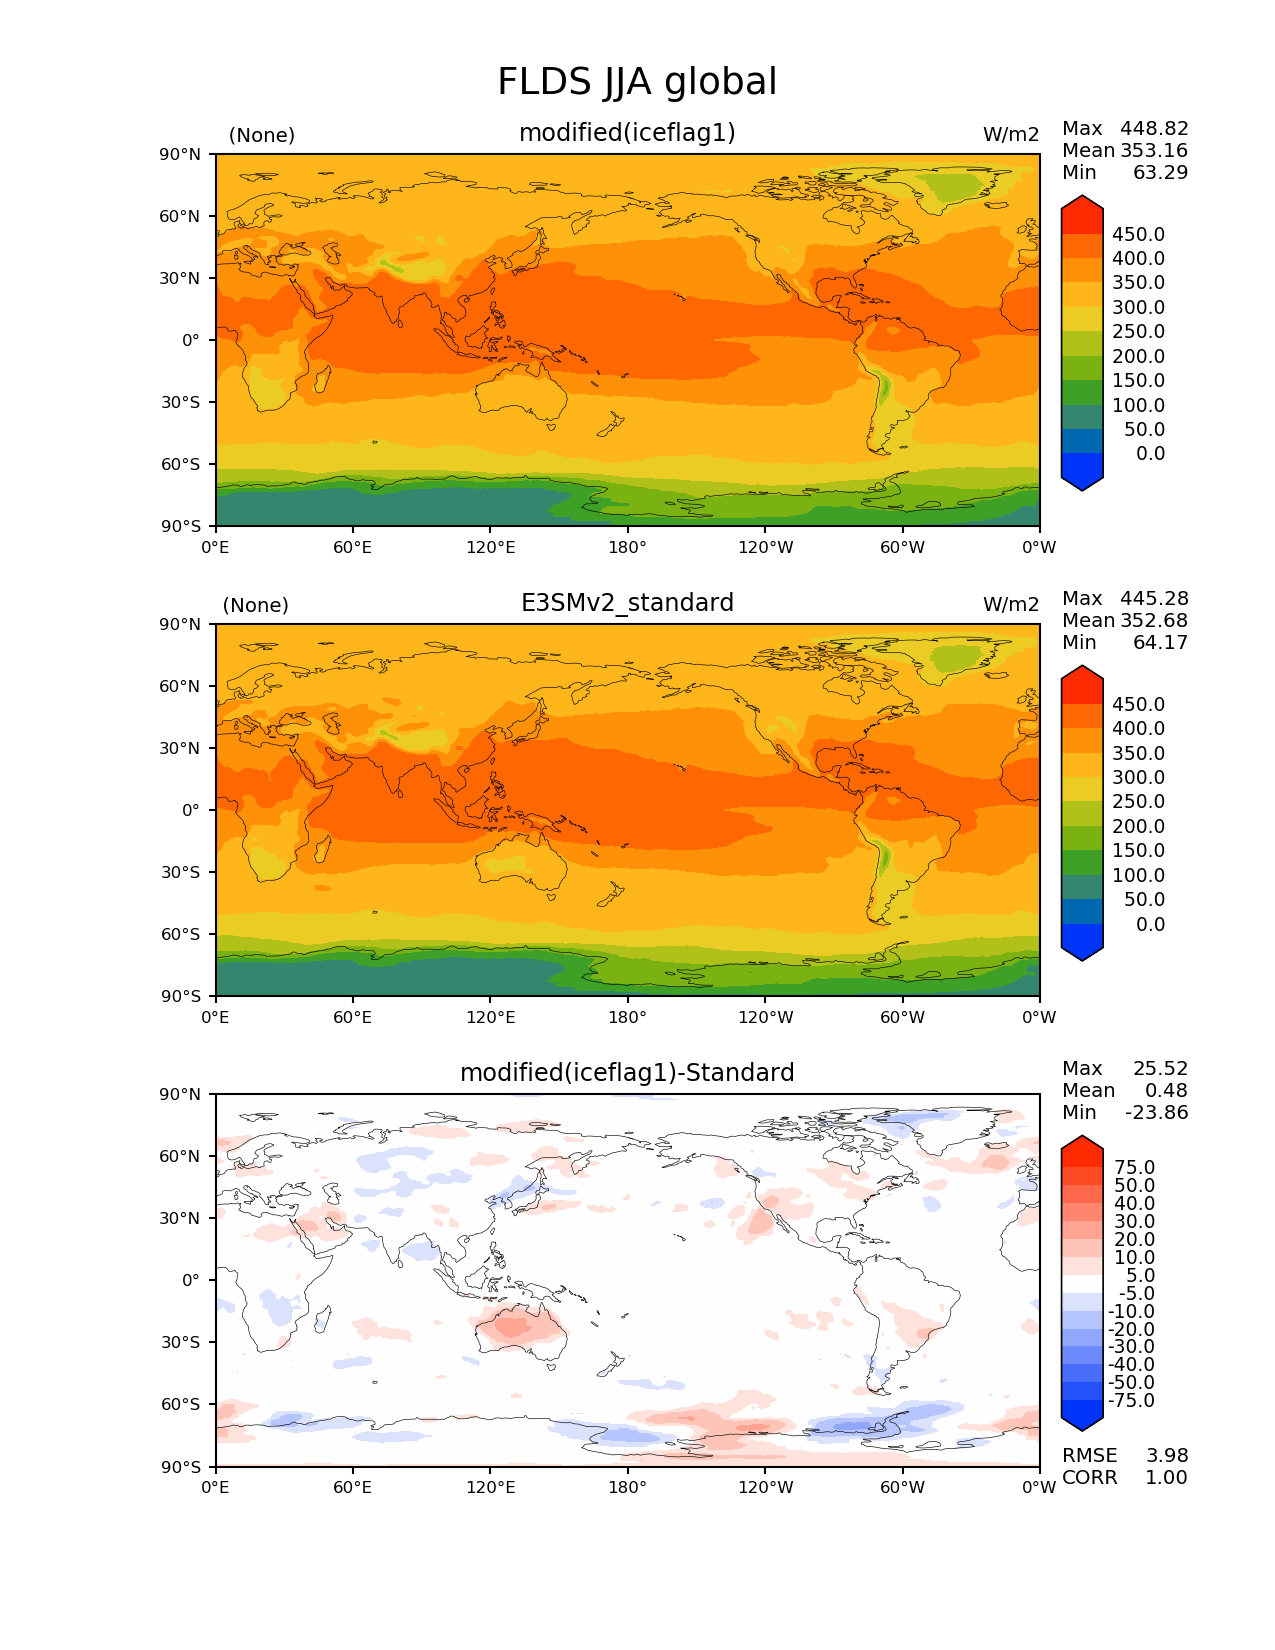 FLDS JJA global
(None) modified(iceflag1) W/m2
Max 448.82
Mean 353.16
Min 63.29
90°N
60°N
30°N
0°
30°S
60°S
90°S
0°E 60°E 120°E 180° 120°W 60°W 0°W
450.0
400.0
350.0
300.0
250.0
200.0
150.0
100.0
50.0
0.0
(None) E3SMv2_standard W/m2
Max 445.28
Mean 352.68
Min 64.17
90°N
60°N
30°N
0°
30°S
60°S
90°S
0°E 60°E 120°E 180° 120°W 60°W 0°W
450.0
400.0
350.0
300.0
250.0
200.0
150.0
100.0
50.0
0.0
modified(iceflag1)-Standard
Max 25.52
Mean 0.48
Min -23.86
90°N
60°N
30°N
0°
30°S
60°S
90°S
0°E 60°E 120°E 180° 120°W 60°W 0°W
75.0
50.0
40.0
30.0
20.0
10.0
5.0
-5.0
-10.0
-20.0
-30.0
-40.0
-50.0
-75.0
RMSE 3.98
CORR 1.00